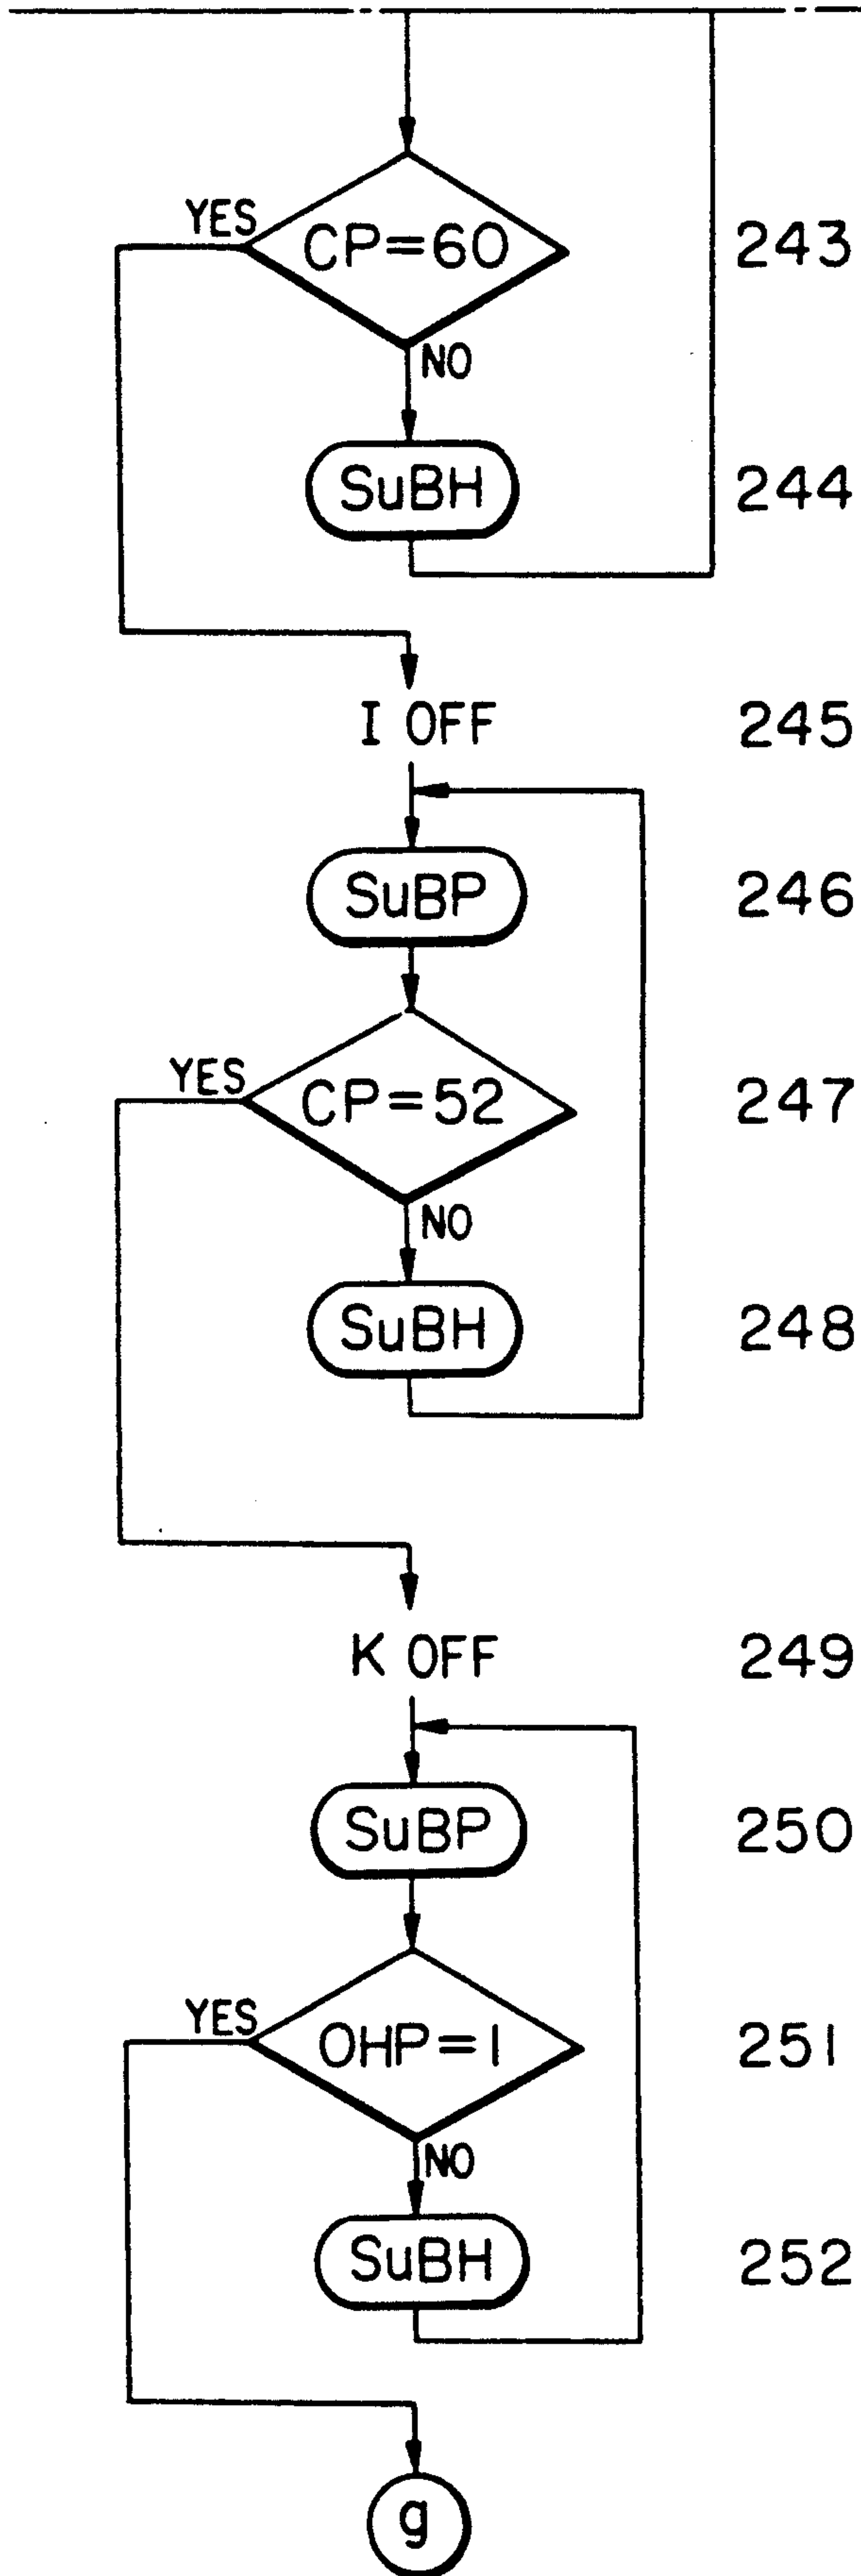 YES CP=60 243
NO
SuBH 244
I OFF 245
SuBP 246
YES CP=52 247
NO
SuBH 248
K OFF 249
SuBP 250
YES OHP=1 251
NO
SuBH 252
g